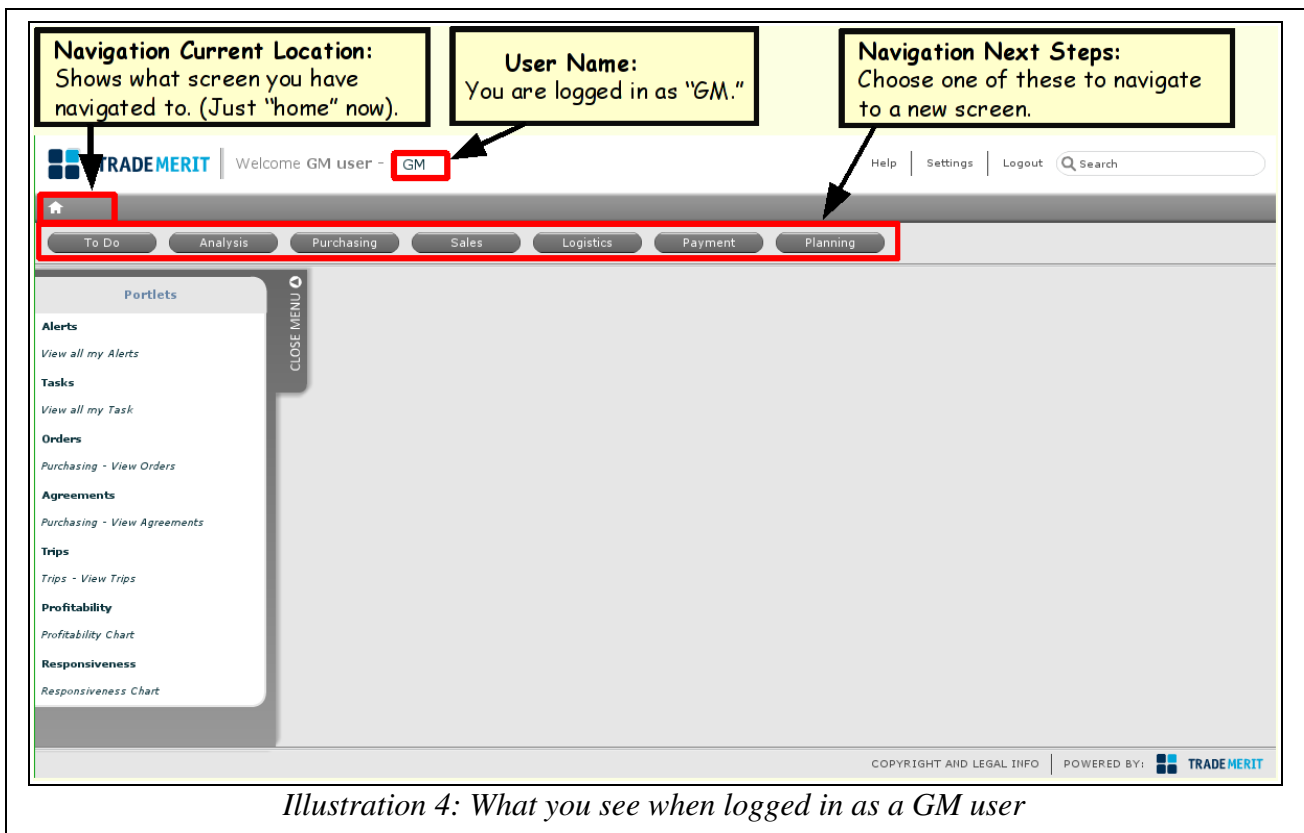 Navigation Current Location:
Shows what screen you have
navigated to. (Just "home" now).
User Name:
You are logged in as "GM."
Navigation Next Steps:
Choose one of these to navigate
to a new screen.
TRADEMERIT Welcome GM user - GM
Help Settings Logout Search
To Do Analysis Purchasing Sales Logistics Payment Planning
CLOSE MENU
Portlets
Alerts
View all my Alerts
Tasks
View all my Task
Orders
Purchasing - View Orders
Agreements
Purchasing - View Agreements
Trips
Trips - View Trips
Profitability
Profitability Chart
Responsiveness
Responsiveness Chart
COPYRIGHT AND LEGAL INFO POWERED BY: TRADEMERIT
Illustration 4: What you see when logged in as a GM user